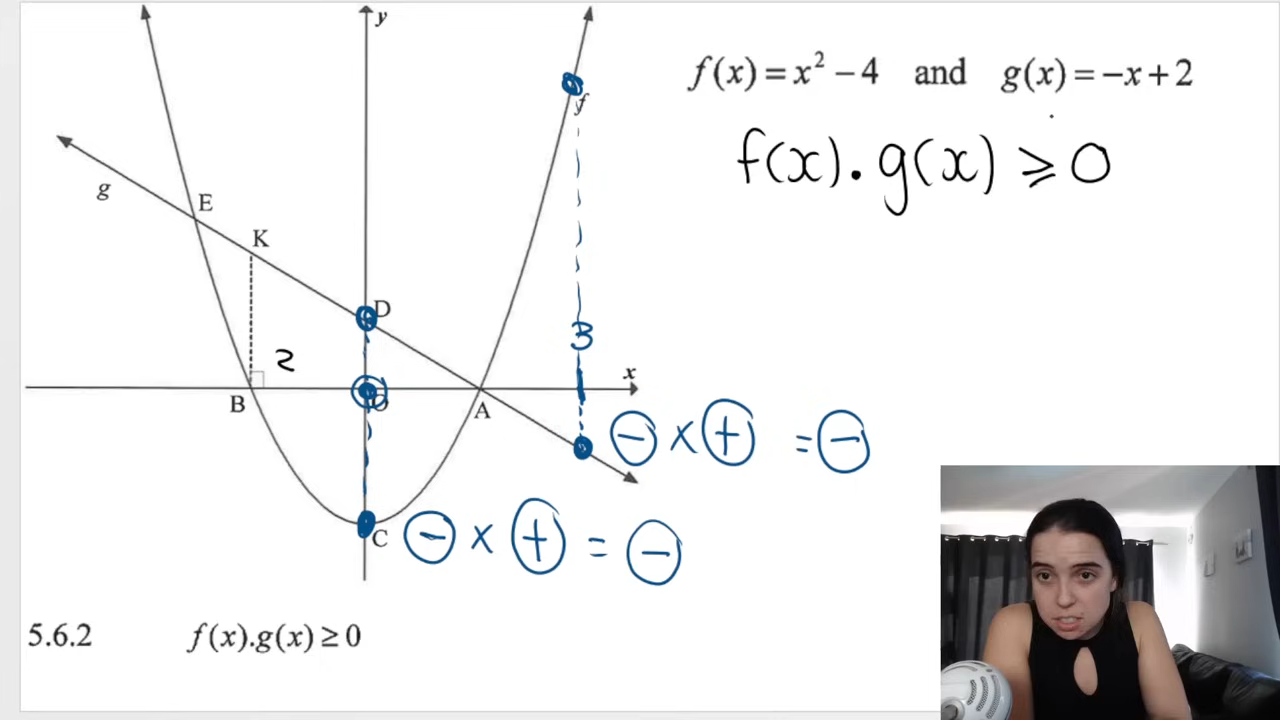 y
f(x) = x² − 4 and g(x) = −x + 2
f
f(x) . g(x) ⩾ 0
g
E
K
D
3
2
x
B
O
A
⊖ × ⊕ = ⊖
C
⊖ × ⊕ = ⊖
5.6.2 f(x).g(x) ≥ 0